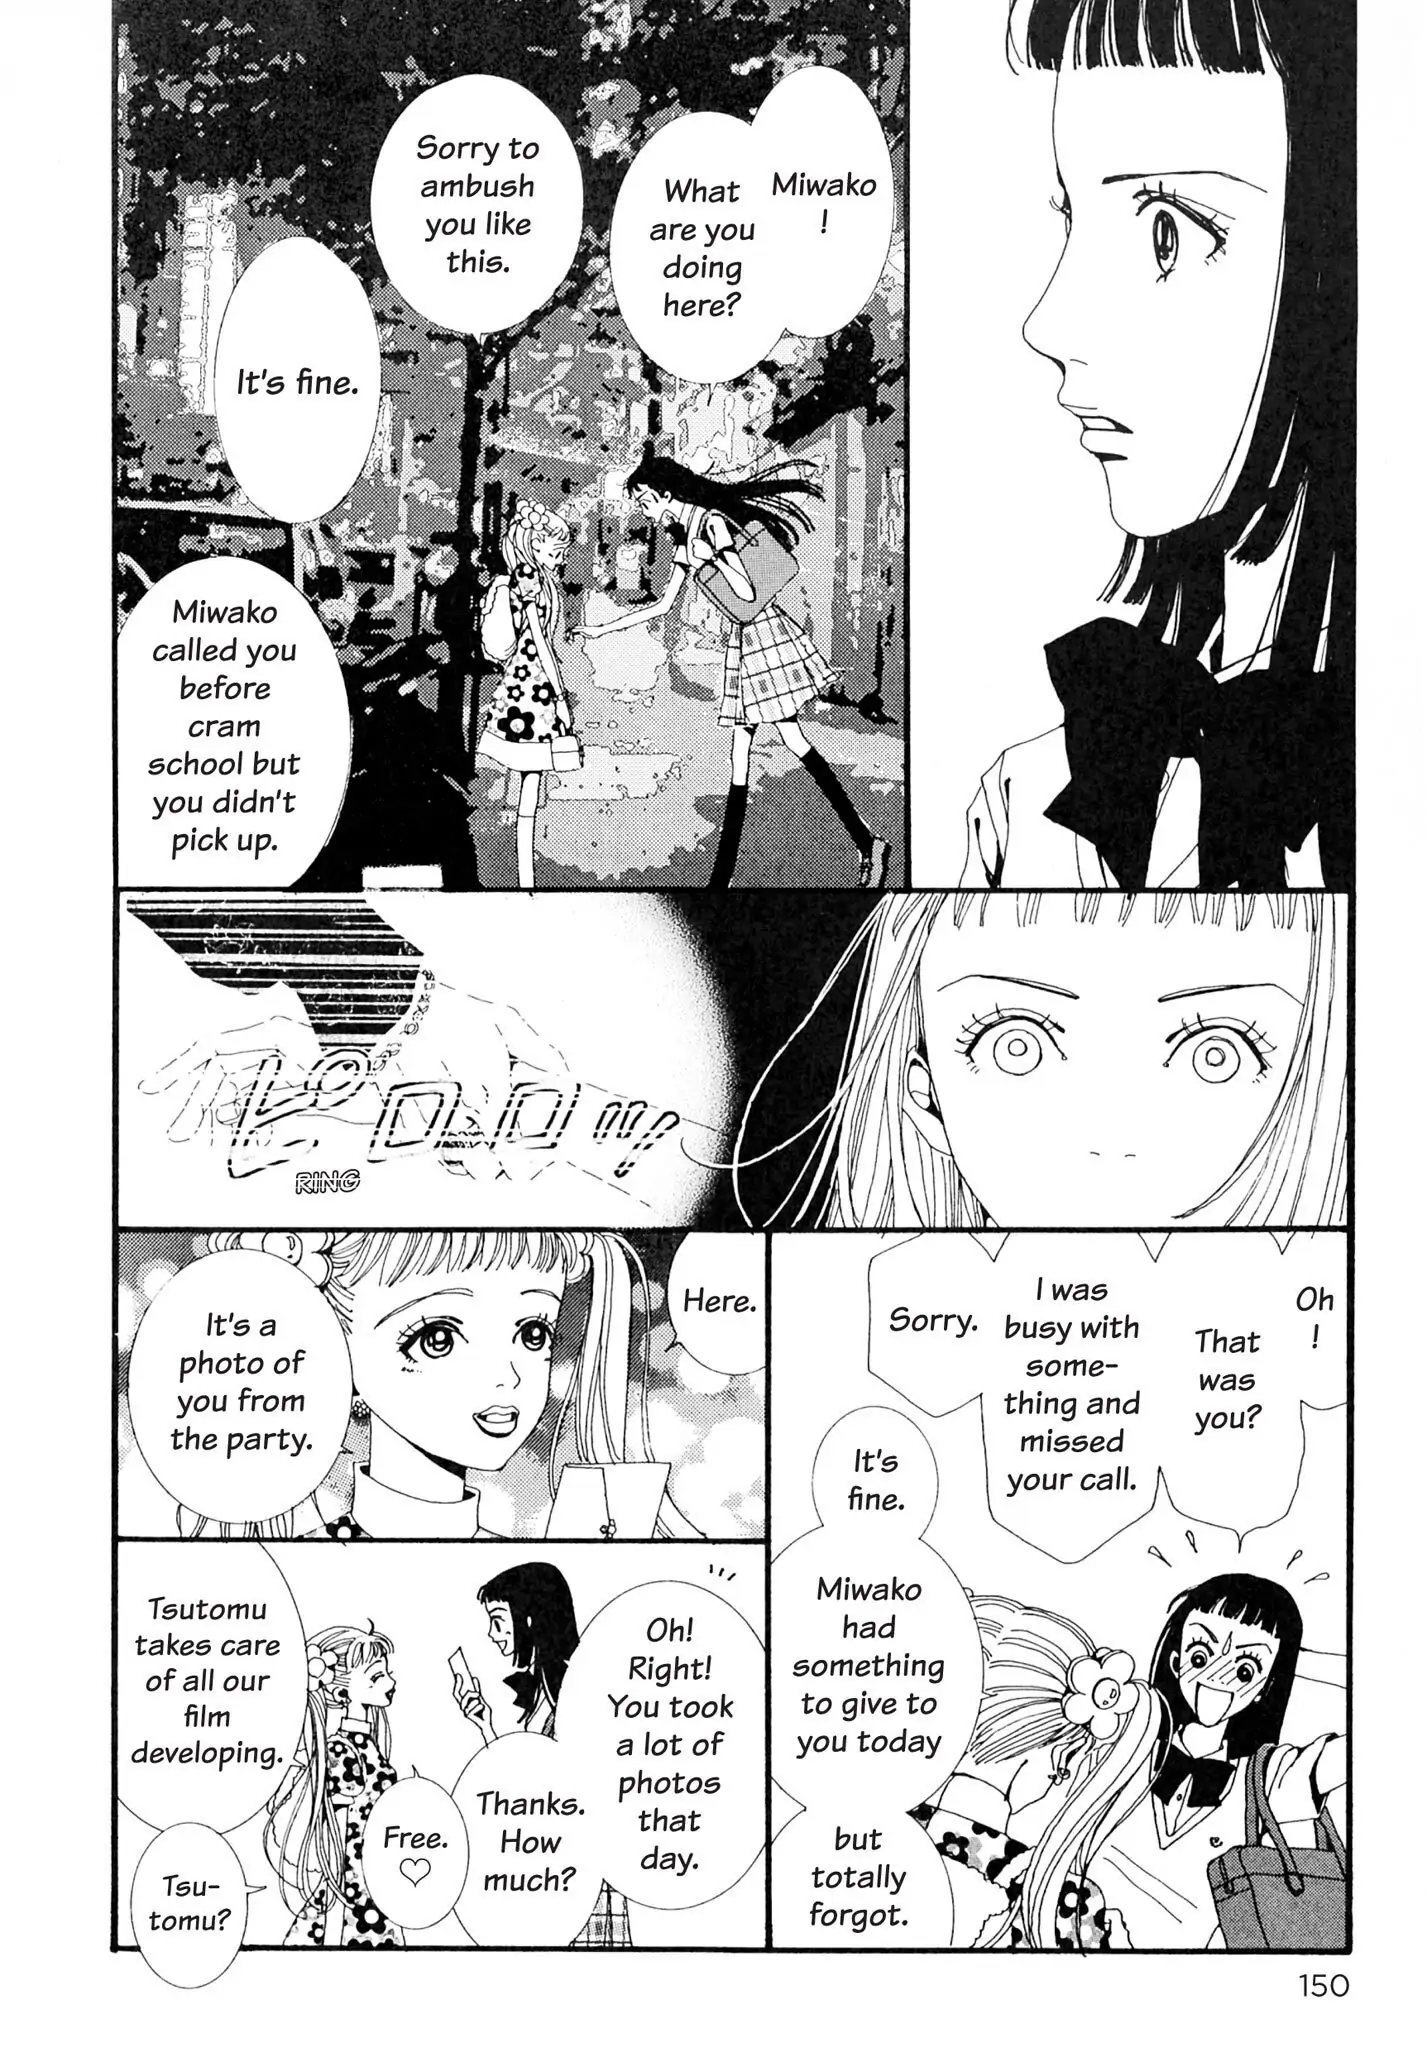 Miwako
!
What
are you
doing
here?
Sorry to
ambush
you like
this.
It's fine.
Miwako
called you
before
cram
school but
you didn't
pick up.
ピロロッ
RING
Oh
!
That
was
you?
I was
busy with
some-
thing and
missed
your call.
Sorry.
It's
fine.
Miwako
had
something
to give to
you today
but
totally
forgot.
Here.
It's a
photo of
you from
the party.
Oh!
Right!
You took
a lot of
photos
that
day.
Thanks.
How
much?
Free.
♡
Tsutomu
takes care
of all our
film
developing.
Tsu-
tomu?
150